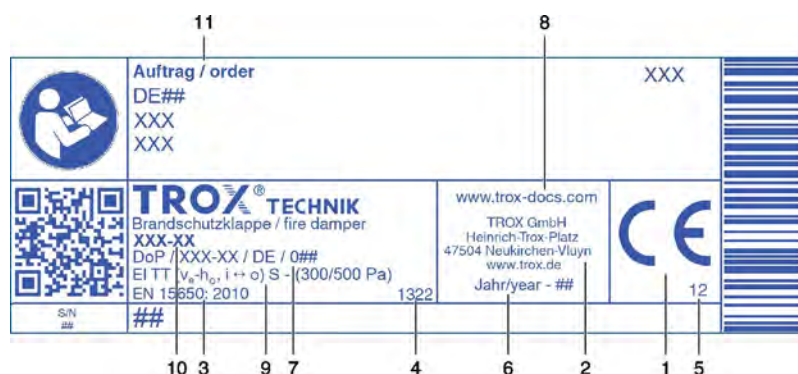 11
8
Auftrag / order
XXX
DE##
XXX
XXX
TROX® TECHNIK
Brandschutzklappe / fire damper
XXX-XX
DoP / XXX-XX / DE / 0##
EI TT (vₑ-hₒ, i ↔ o) S - (300/500 Pa)
EN 15650: 2010
1322
www.trox-docs.com
TROX GmbH
Heinrich-Trox-Platz
47504 Neukirchen-Vluyn
www.trox.de
Jahr/year - ##
CE
12
S/N
##
##
10 3 9 7 4 6 2 1 5